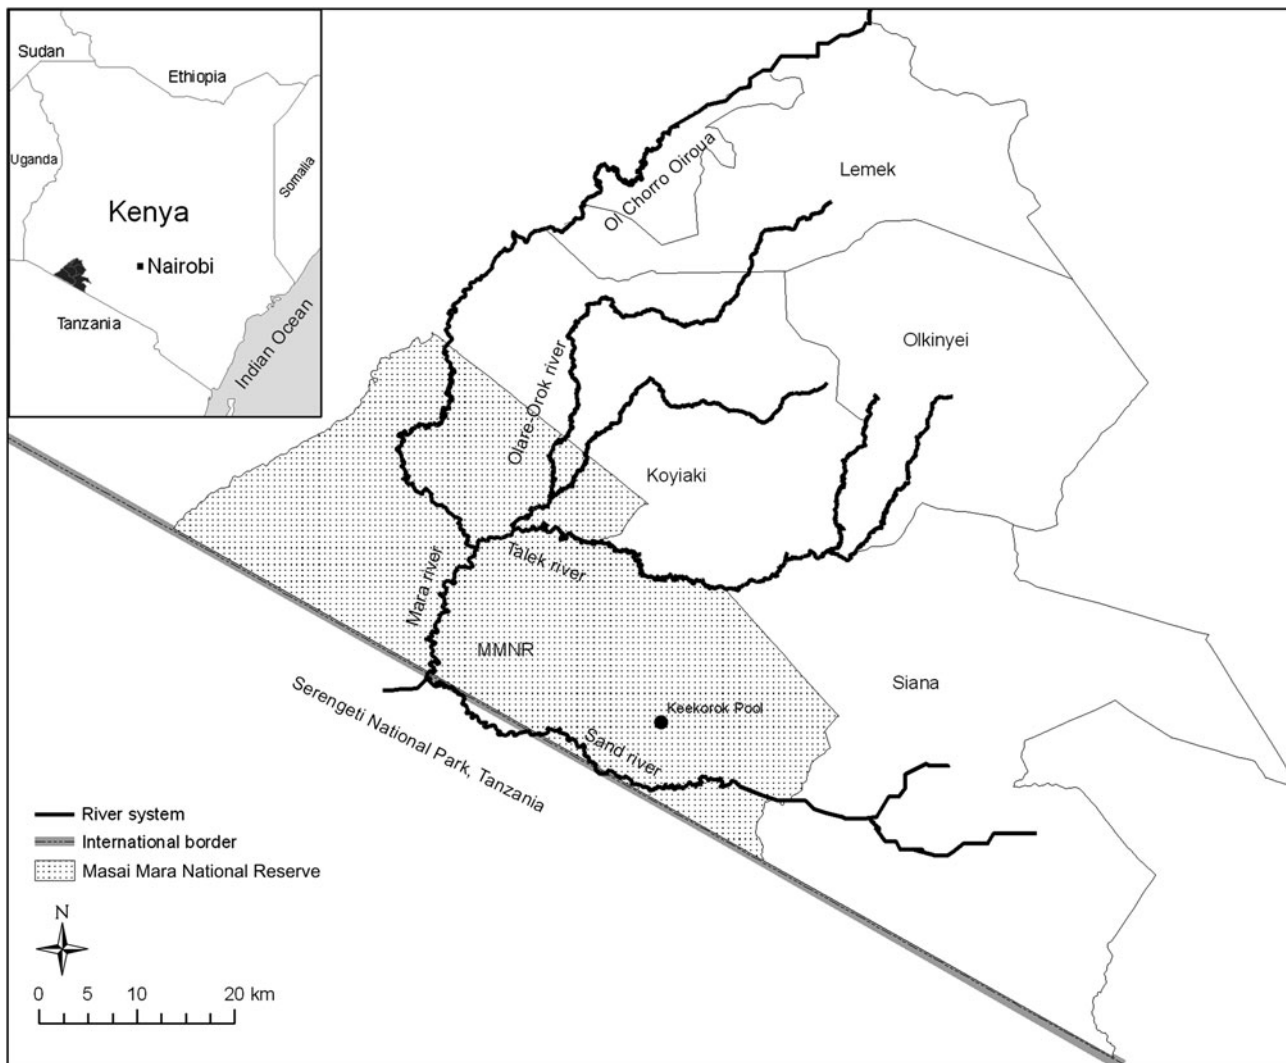 Sudan
Ethiopia
Uganda
Somalia
Kenya
Nairobi
Tanzania
Indian Ocean
Ol Chorro Oiroua
Lemek
Olkinyei
Olare-Orok river
Koyiaki
Talek river
Mara river
MMNR
Siana
Keekorok Pool
Sand river
Serengeti National Park, Tanzania
River system
International border
Masai Mara National Reserve
N
0 5 10 20 km